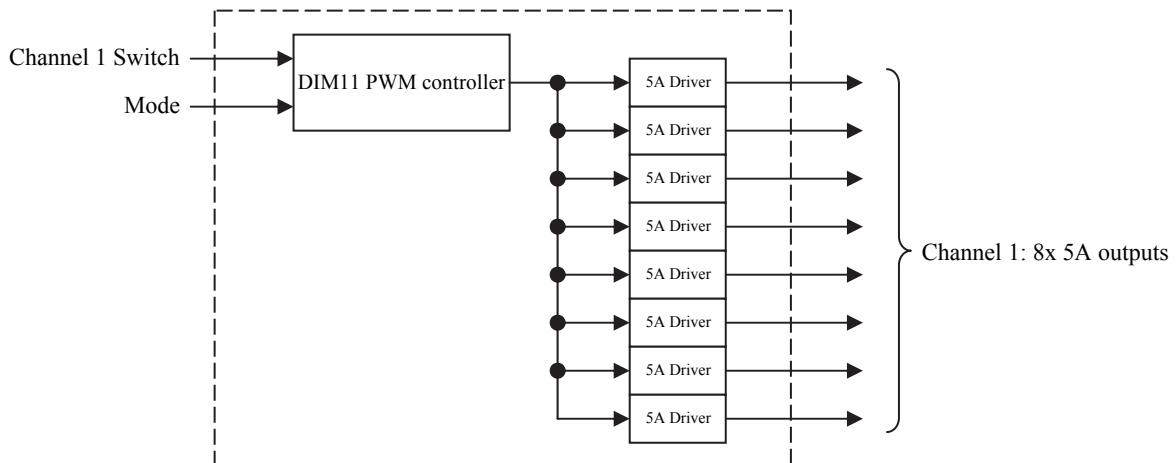 Channel 1 Switch
Mode
DIM11 PWM controller
5A Driver
5A Driver
5A Driver
5A Driver
5A Driver
5A Driver
5A Driver
5A Driver
Channel 1: 8x 5A outputs